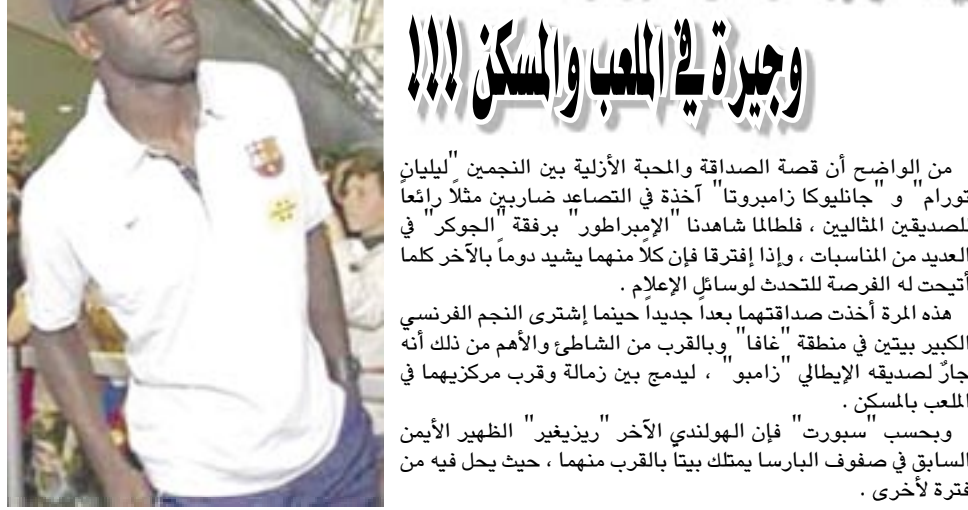 وجيرة في الملعب والمسكن !!!
من الواضح أن قصة الصداقة والمحبة الأزلية بين النجمين "ليليان
تورام" و "جانليوكا زامبروتا" آخذة في التصاعد ضاربين مثلاً رائعاً
للصديقين المثاليين ، فلطالما شاهدنا "الإمبراطور" برفقة "الجوكر" في
العديد من المناسبات ، وإذا إفترقا فإن كلاً منهما يشيد دوماً بالآخر كلما
أتيحت له الفرصة للتحدث لوسائل الإعلام .
هذه المرة أخذت صداقتهما بعداً جديداً حينما إشترى النجم الفرنسي
الكبير بيتين في منطقة "غافا" وبالقرب من الشاطئ والأهم من ذلك أنه
جارٌ لصديقه الإيطالي "زامبو" ، ليدمج بين زمالة وقرب مركزيهما في
الملعب بالمسكن .
وبحسب "سبورت" فإن الهولندي الآخر "ريزيغير" الظهير الأيمن
السابق في صفوف البارسا يمتلك بيتاً بالقرب منهما ، حيث يحل فيه من
فترة لأخرى .